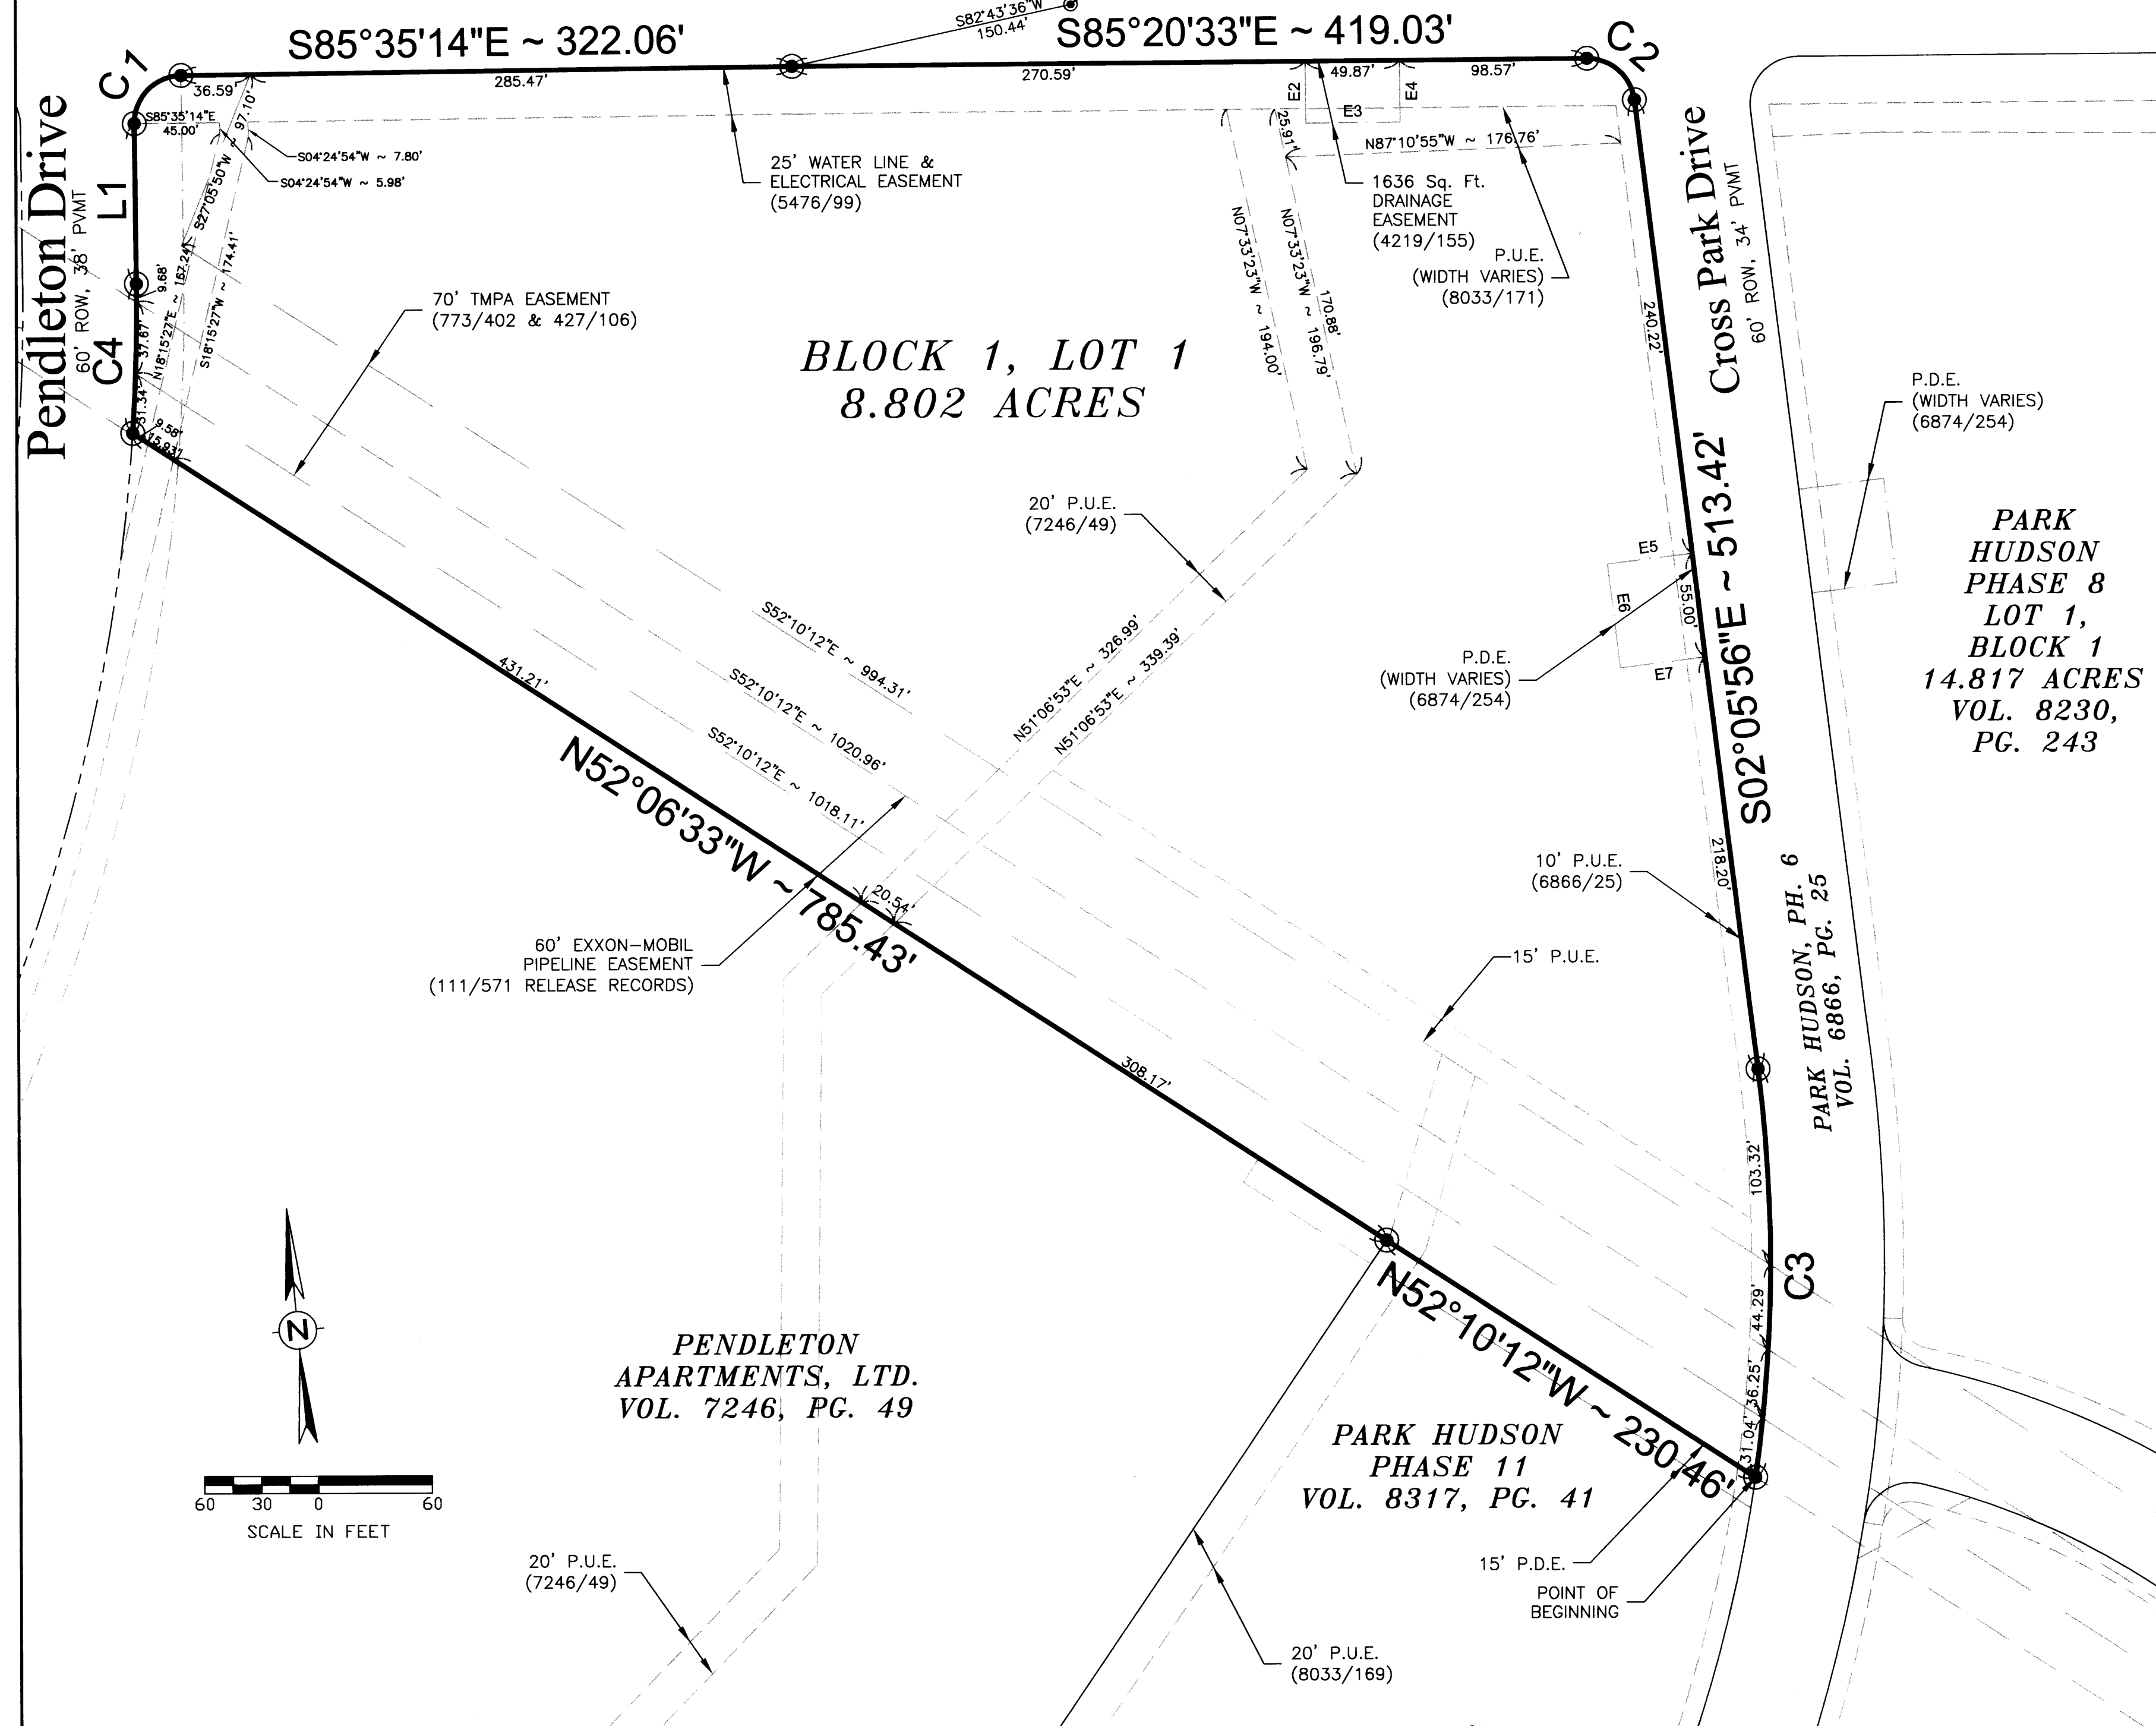 S82°43'36"W
150.44'
S85°35'14"E ~ 322.06'
S85°20'33"E ~ 419.03'
C1
C2
36.59'
285.47'
270.59'
49.87'
98.57'
E2
E3
E4
S85°35'14"E
45.00'
97.10'
S27°05'50"W ~
S04°24'54"W ~ 7.80'
S04°24'54"W ~ 5.98'
25.91'
N87°10'55"W ~ 176.76'
Pendleton Drive
60' ROW, 38' PVMT
L1
C4
9.68'
37.67'
31.34'
9.58'
15.93'
N18°15'27"E ~ 167.24'
S18°15'27"W ~ 174.41'
25' WATER LINE &
ELECTRICAL EASEMENT
(5476/99)
1636 Sq. Ft.
DRAINAGE
EASEMENT
(4219/155)
P.U.E.
(WIDTH VARIES)
(8033/171)
Cross Park Drive
60' ROW, 34' PVMT
70' TMPA EASEMENT
(773/402 & 427/106)
BLOCK 1, LOT 1
8.802 ACRES
N07°33'23"W ~ 194.00'
N07°33'23"W ~ 196.79'
170.88'
240.22'
P.D.E.
(WIDTH VARIES)
(6874/254)
20' P.U.E.
(7246/49)
E5
E6
E7
55.00'
S02°05'56"E ~ 513.42'
PARK
HUDSON
PHASE 8
LOT 1,
BLOCK 1
14.817 ACRES
VOL. 8230,
PG. 243
P.D.E.
(WIDTH VARIES)
(6874/254)
S52°10'12"E ~ 994.31'
S52°10'12"E ~ 1020.96'
S52°10'12"E ~ 1018.11'
N51°06'53"E ~ 326.99'
N51°06'53"E ~ 339.39'
431.21'
N52°06'33"W ~ 785.43'
20.54'
10' P.U.E.
(6866/25)
218.20'
PARK HUDSON, PH. 6
VOL. 6866, PG. 25
60' EXXON-MOBIL
PIPELINE EASEMENT
(111/571 RELEASE RECORDS)
15' P.U.E.
308.17'
103.32'
C3
44.29'
36.25'
31.04'
N52°10'12"W ~ 230.46'
N
60 30 0 60
SCALE IN FEET
PENDLETON
APARTMENTS, LTD.
VOL. 7246, PG. 49
PARK HUDSON
PHASE 11
VOL. 8317, PG. 41
20' P.U.E.
(7246/49)
15' P.D.E.
POINT OF
BEGINNING
20' P.U.E.
(8033/169)